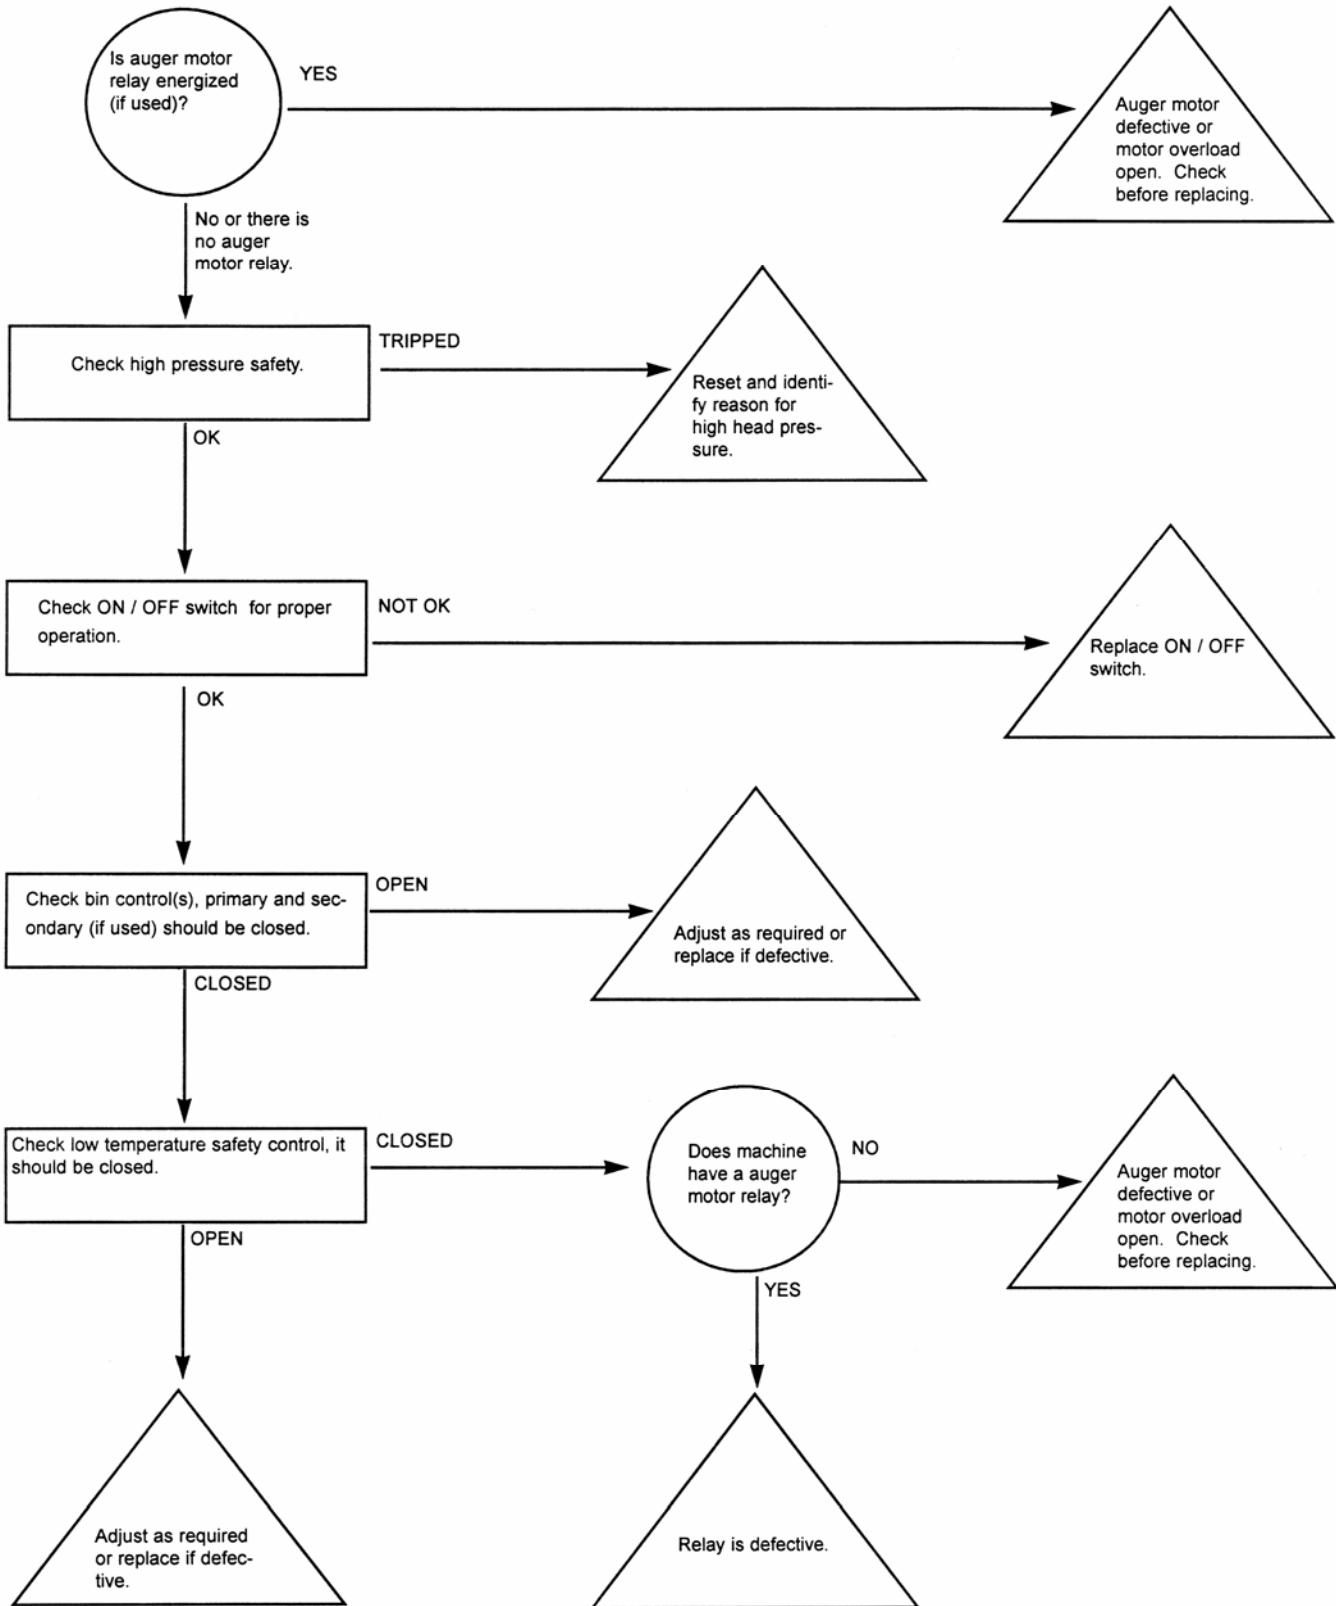 Is auger motor
relay energized
(if used)?
YES
Auger motor
defective or
motor overload
open. Check
before replacing.
No or there is
no auger
motor relay.
Check high pressure safety.
TRIPPED
Reset and identi-
fy reason for
high head pres-
sure.
OK
Check ON / OFF switch for proper
operation.
NOT OK
Replace ON / OFF
switch.
OK
Check bin control(s), primary and sec-
ondary (if used) should be closed.
OPEN
Adjust as required or
replace if defective.
CLOSED
Check low temperature safety control, it
should be closed.
CLOSED
Does machine
have a auger
motor relay?
NO
Auger motor
defective or
motor overload
open. Check
before replacing.
OPEN
YES
Adjust as required
or replace if defec-
tive.
Relay is defective.